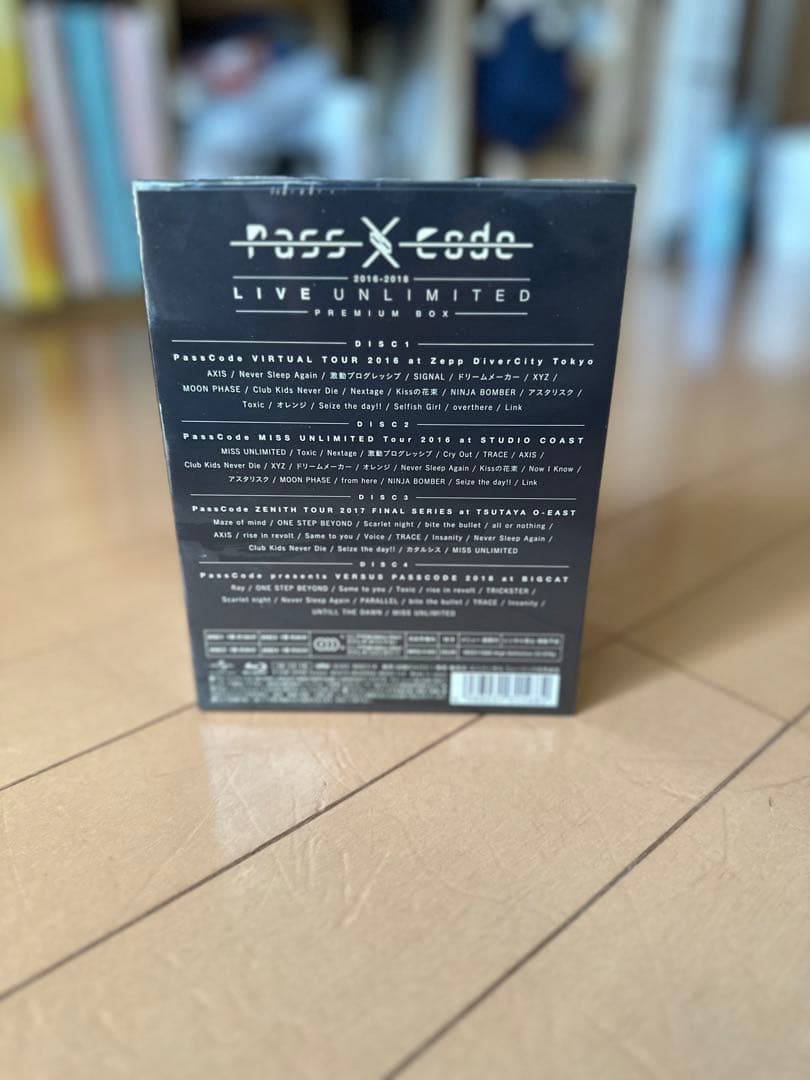 Pass Code
2016-2018
LIVE UNLIMITED
PREMIUM BOX
DISC1
PassCode VIRTUAL TOUR 2016 at Zepp DiverCity Tokyo
AXIS / Never Sleep Again / 激動プログレッシブ / SIGNAL / ドリームメーカー / XYZ /
MOON PHASE / Club Kids Never Die / Nextage / Kissの花束 / NINJA BOMBER / アスタリスク /
Toxic / オレンジ / Seize the day!! / Selfish Girl / overthere / Link
DISC2
PassCode MISS UNLIMITED Tour 2016 at STUDIO COAST
MISS UNLIMITED / Toxic / Nextage / 激動プログレッシブ / Cry Out / TRACE / AXIS /
Club Kids Never Die / XYZ / ドリームメーカー / オレンジ / Never Sleep Again / Kissの花束 / Now I Know /
アスタリスク / MOON PHASE / from here / NINJA BOMBER / Seize the day!! / Link
DISC3
PassCode ZENITH TOUR 2017 FINAL SERIES at TSUTAYA O-EAST
Maze of mind / ONE STEP BEYOND / Scarlet night / bite the bullet / all or nothing /
AXIS / rise in revolt / Same to you / Voice / TRACE / Insanity / Never Sleep Again /
Club Kids Never Die / Seize the day!! / カタルシス / MISS UNLIMITED
DISC4
PassCode presents VERSUS PASSCODE 2018 at BIGCAT
Ray / ONE STEP BEYOND / Same to you / Toxic / rise in revolt / TRICKSTER /
Scarlet night / Never Sleep Again / PARALLEL / bite the bullet / TRACE / Insanity /
UNTILL THE DAWN / MISS UNLIMITED